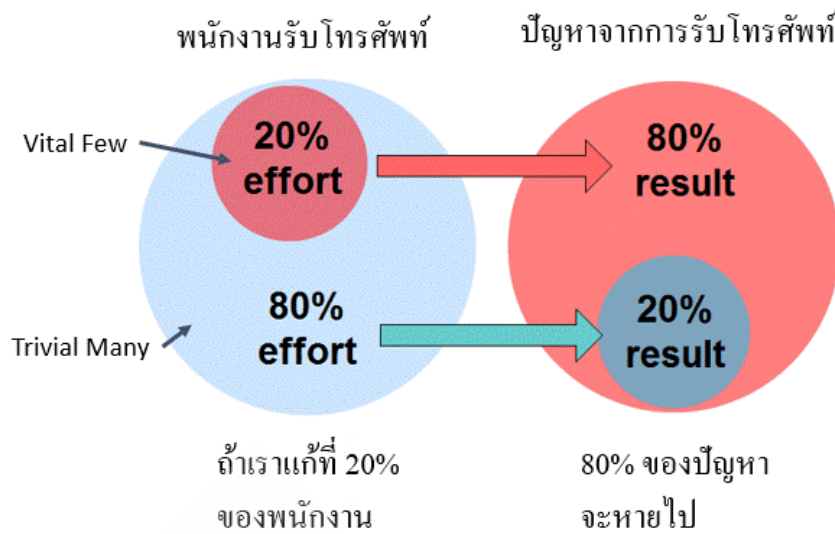 พนักงานรับโทรศัพท์
ปัญหาจากการรับโทรศัพท์
Vital Few
20%
effort
80%
result
80%
effort
20%
result
Trivial Many
ถ้าเราแก้ที่ 20%
ของพนักงาน
80% ของปัญหา
จะหายไป